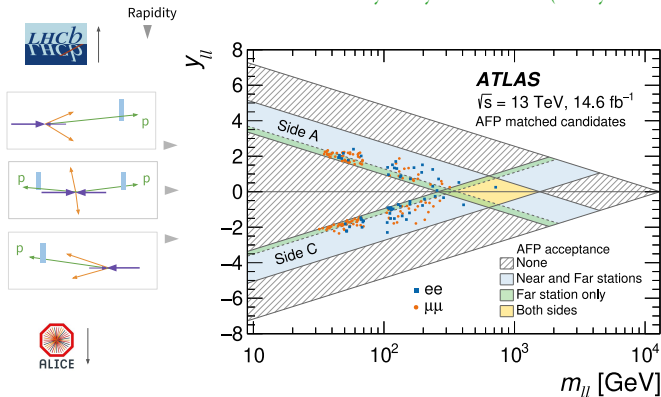 Rapidity
LHCb
LHCb
p
p
p
p
ALICE
y_ll
8
6
4
2
0
−2
−4
−6
−8
ATLAS
√s = 13 TeV, 14.6 fb⁻¹
AFP matched candidates
Side A
Side C
ee
μμ
AFP acceptance
None
Near and Far stations
Far station only
Both sides
10
10²
10³
10⁴
m_ll [GeV]